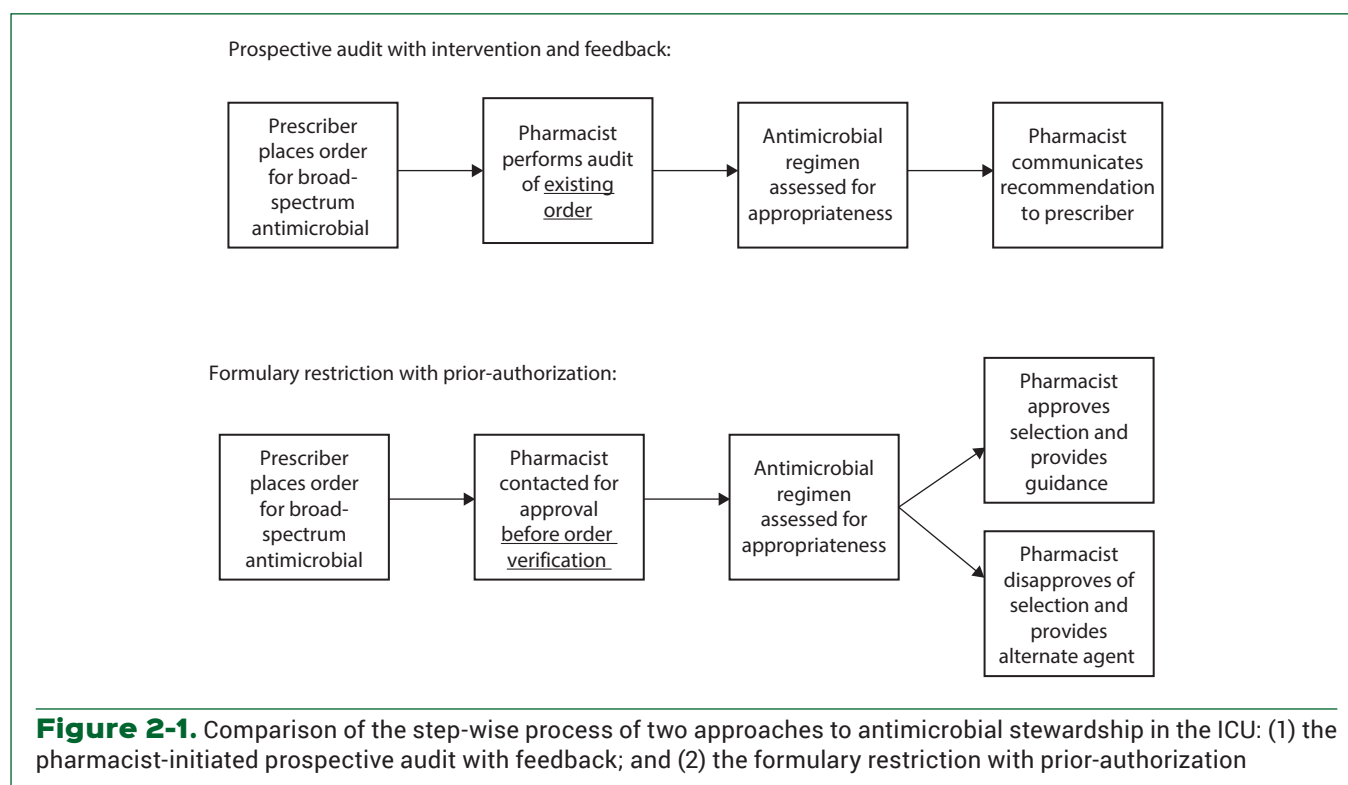 Prospective audit with intervention and feedback:
Prescriber
places order
for broad-
spectrum
antimicrobial
Pharmacist
performs audit
of existing
order
Antimicrobial
regimen
assessed for
appropriateness
Pharmacist
communicates
recommendation
to prescriber
Formulary restriction with prior-authorization:
Prescriber
places order
for broad-
spectrum
antimicrobial
Pharmacist
contacted for
approval
before order
verification
Antimicrobial
regimen
assessed for
appropriateness
Pharmacist
approves
selection and
provides
guidance
Pharmacist
disapproves of
selection and
provides
alternate agent
Figure 2-1. Comparison of the step-wise process of two approaches to antimicrobial stewardship in the ICU: (1) the
pharmacist-initiated prospective audit with feedback; and (2) the formulary restriction with prior-authorization